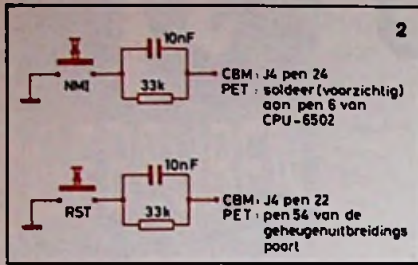 2
10nF
33k
NMI
CBM: J4 pen 24
PET: soldeer (voorzichtig)
aan pen 6 van
CPU-6502
10nF
33k
RST
CBM: J4 pen 22
PET: pen 54 van de
geheugenuitbreidings
poort